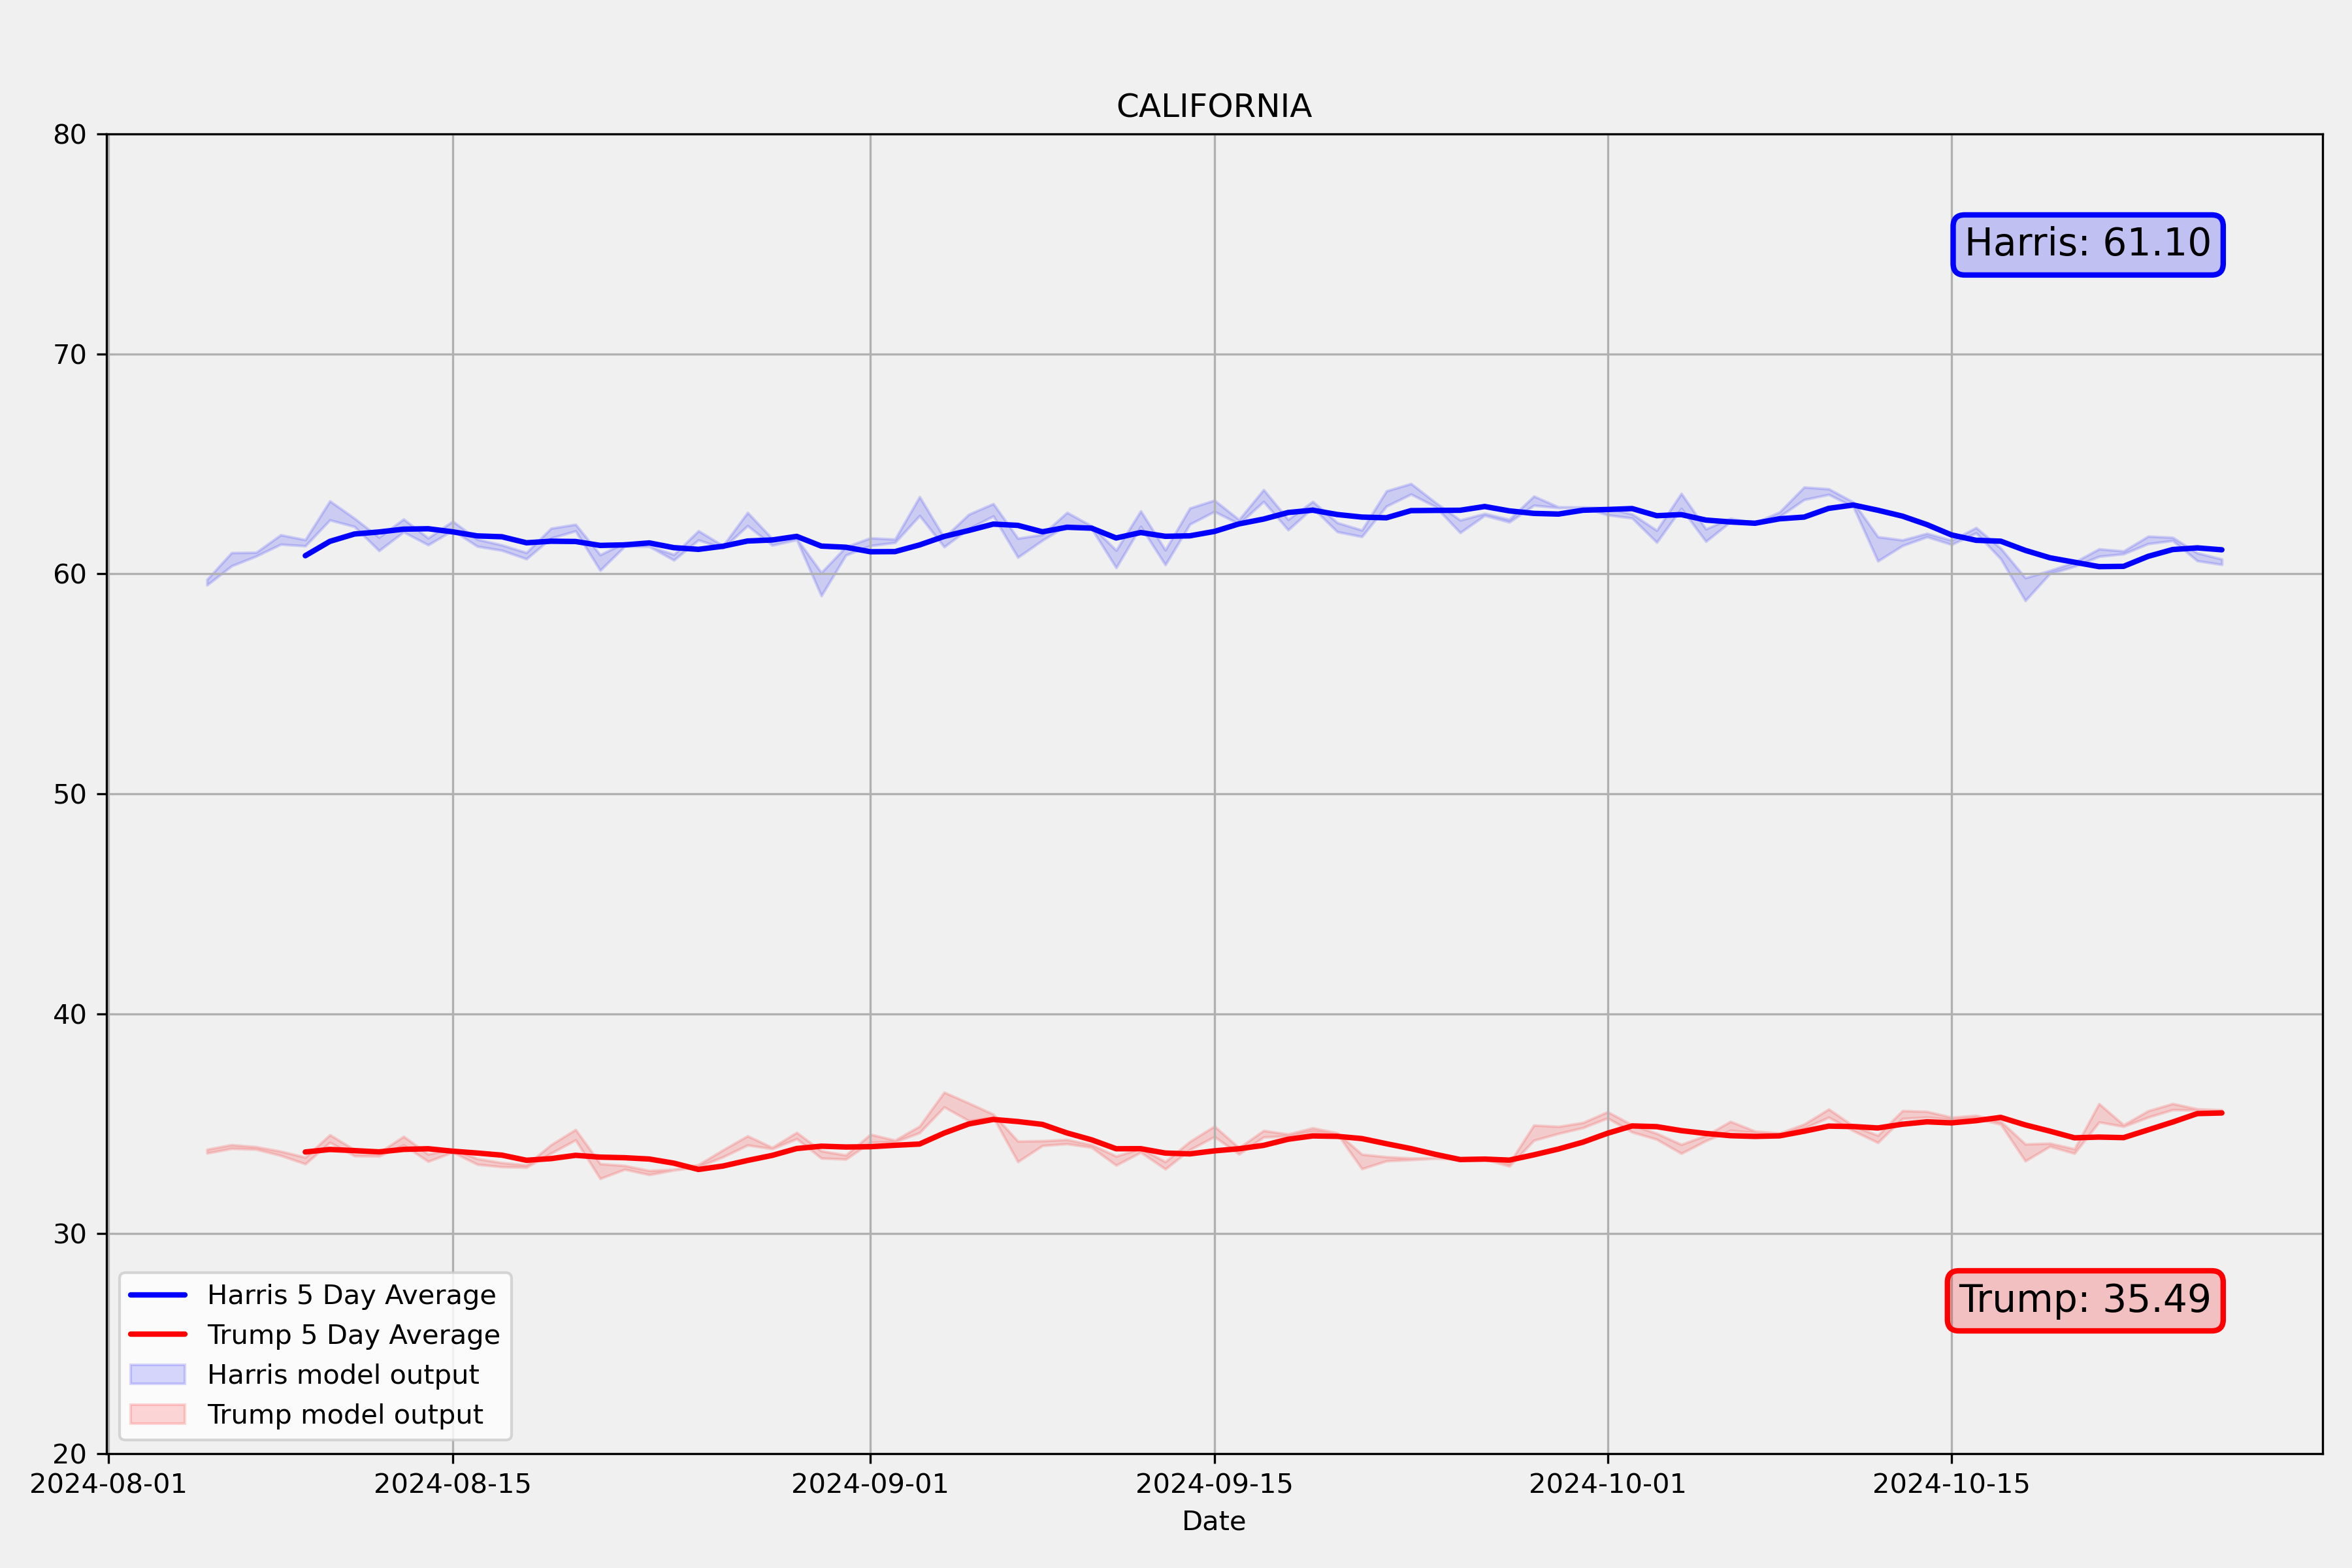 CALIFORNIA
80
70
60
50
40
30
20
Harris: 61.10
Trump: 35.49
Harris 5 Day Average
Trump 5 Day Average
Harris model output
Trump model output
2024-08-01 2024-08-15 2024-09-01 2024-09-15 2024-10-01 2024-10-15
Date